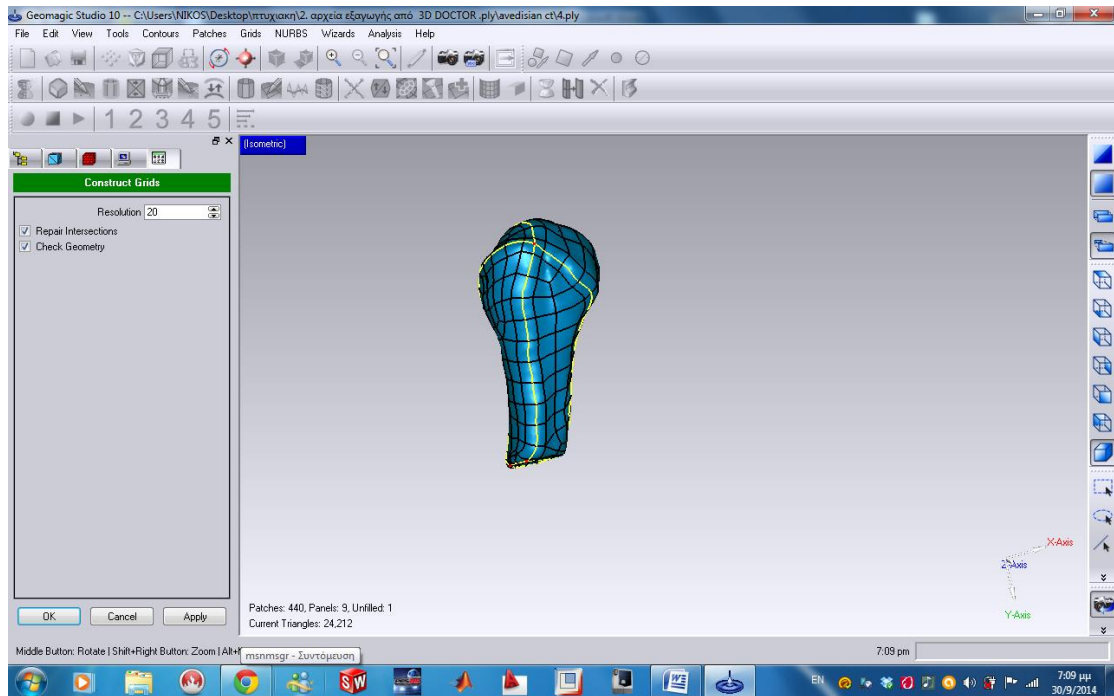 Geomagic Studio 10 -- C:\Users\NIKOS\Desktop\πτυχιακη\2. αρχεία εξαγωγής από 3D DOCTOR .ply\avedisian ct\4.ply
File Edit View Tools Contours Patches Grids NURBS Wizards Analysis Help
1 2 3 4 5
(Isometric)
Construct Grids
Resolution 20
Repair Intersections
Check Geometry
X-Axis
Z-Axis
Y-Axis
OK Cancel Apply
Patches: 440, Panels: 9, Unfilled: 1
Current Triangles: 24,212
Middle Button: Rotate | Shift+Right Button: Zoom | Alt+
msnmsgr - Συντόμευση
7:09 pm
SW
W
EN
7:09 μμ
30/9/2014